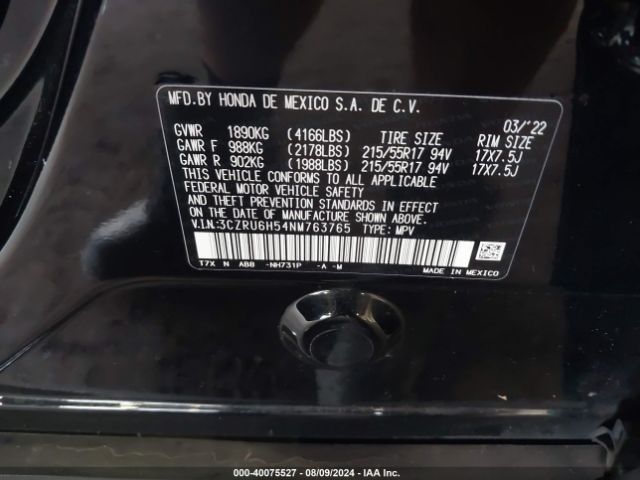 MFD.BY HONDA DE MEXICO S.A. DE C.V.
03/'22
GVWR 1890KG (4166LBS) TIRE SIZE RIM SIZE
GAWR F 988KG (2178LBS) 215/55R17 94V 17X7.5J
GAWR R 902KG (1988LBS) 215/55R17 94V 17X7.5J
THIS VEHICLE CONFORMS TO ALL APPLICABLE
FEDERAL MOTOR VEHICLE SAFETY
AND THEFT PREVENTION STANDARDS IN EFFECT
ON THE DATE OF MANUFACTURE SHOWN ABOVE.
V.I.N:3CZRU6H54NM763765 TYPE: MPV
T7X N ABB -NH731P -A -M
MADE IN MEXICO
000-40075527 - 08/09/2024 - IAA Inc.